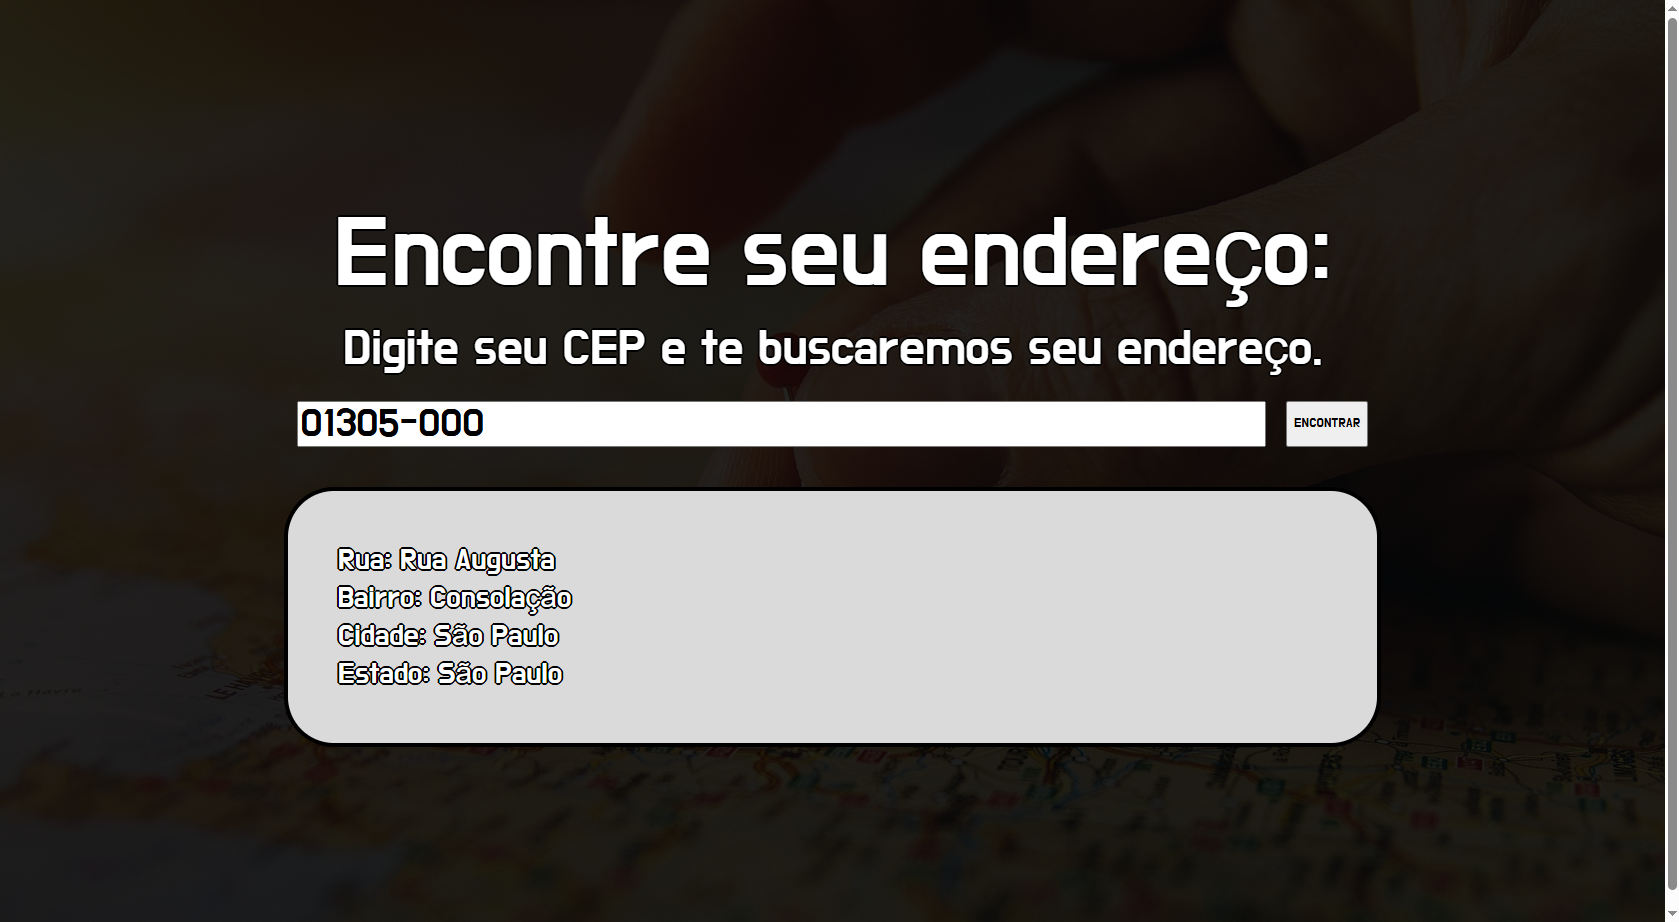 Encontre seu endereço:
Digite seu CEP e te buscaremos seu endereço.
01305-000
ENCONTRAR
Rua: Rua Augusta
Bairro: Consolação
Cidade: São Paulo
Estado: São Paulo